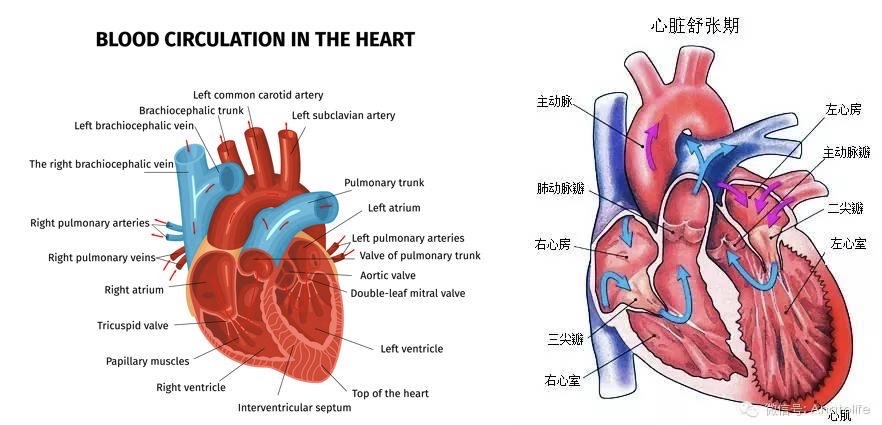 BLOOD CIRCULATION IN THE HEART
Left common carotid artery
Brachiocephalic trunk
Left subclavian artery
Left brachiocephalic vein
The right brachiocephalic vein
Pulmonary trunk
Left atrium
Right pulmonary arteries
Left pulmonary arteries
Right pulmonary veins
Valve of pulmonary trunk
Aortic valve
Right atrium
Double-leaf mitral valve
Tricuspid valve
Left ventricle
Papillary muscles
Right ventricle
Top of the heart
Interventricular septum
心脏舒张期
主动脉
左心房
主动脉瓣
肺动脉瓣
二尖瓣
右心房
左心室
三尖瓣
右心室
心肌
微信号: